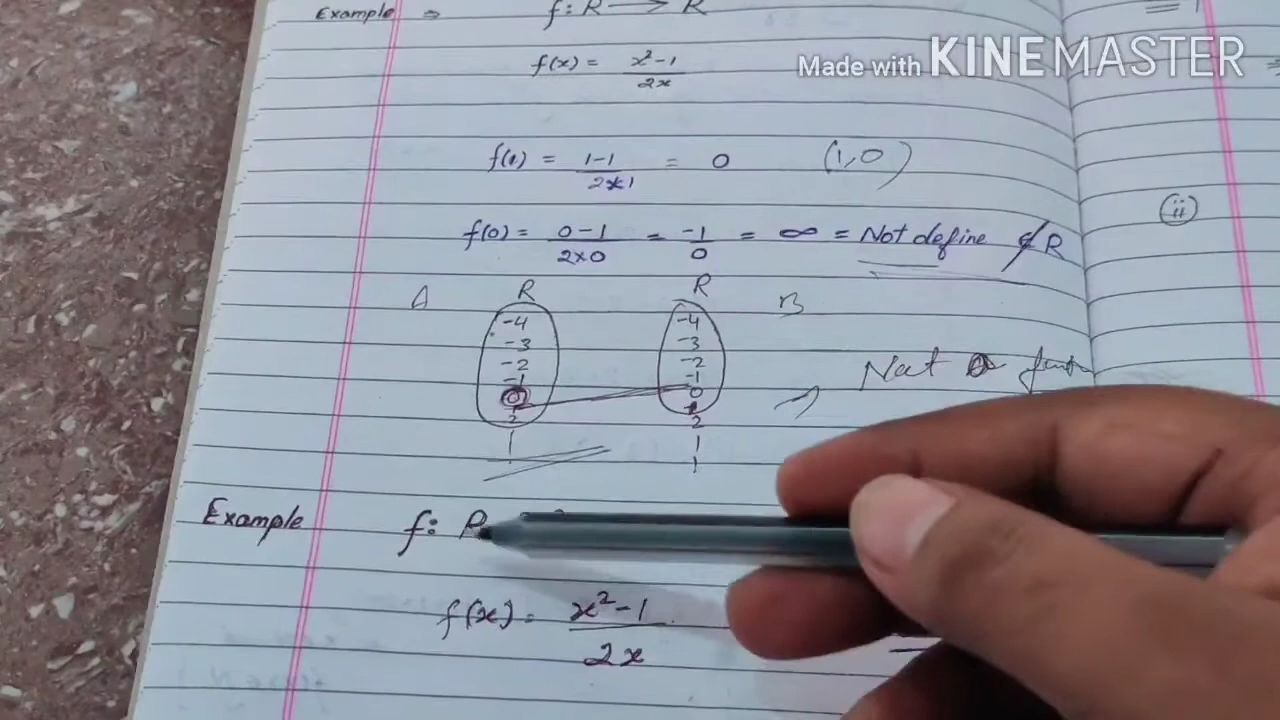 Example ⇒ f: R → R
Made with KINEMASTER
f(x) = x²-1 / 2x
f(1) = 1-1 / 2×1 = 0 (1,0)
(ii)
f(0) = 0-1 / 2×0 = -1 / 0 = ∞ = Not define ∉ R
A R R B
-4 -4
-3 -3
-2 -2
-1 -1
0 0
1 1
2 2
Not
Example f: R
f(x) = x²-1 / 2x